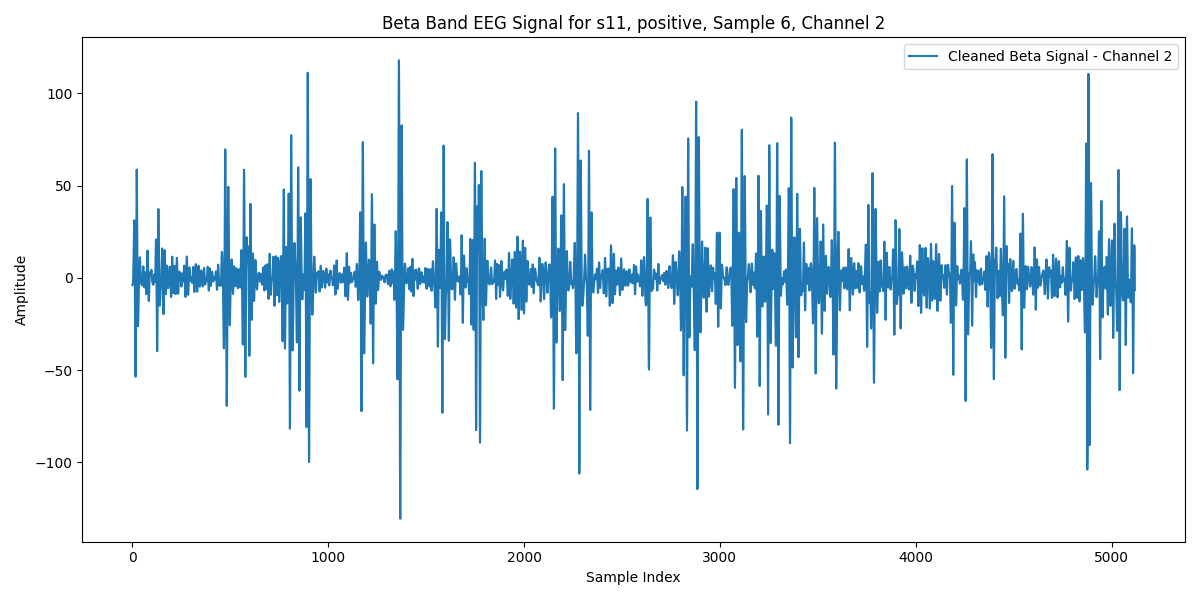 Beta Band EEG Signal for s11, positive, Sample 6, Channel 2
Cleaned Beta Signal - Channel 2
Amplitude
100
50
0
−50
−100
0 1000 2000 3000 4000 5000
Sample Index